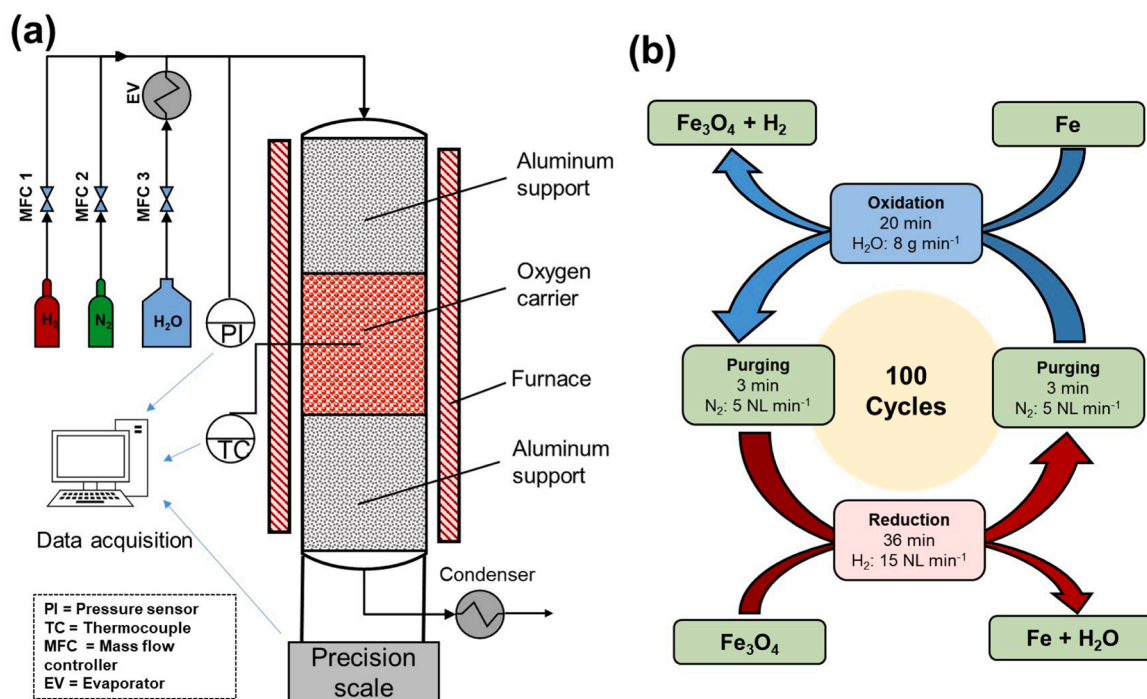 (a)
EV
MFC 1
MFC 2
MFC 3
H₂
N₂
H₂O
PI
TC
Data acquisition
Aluminum
support
Oxygen
carrier
Furnace
Aluminum
support
Condenser
Precision
scale
PI = Pressure sensor
TC = Thermocouple
MFC = Mass flow
controller
EV = Evaporator
(b)
Fe₃O₄ + H₂
Fe
Oxidation
20 min
H₂O: 8 g min⁻¹
Purging
3 min
N₂: 5 NL min⁻¹
100
Cycles
Purging
3 min
N₂: 5 NL min⁻¹
Reduction
36 min
H₂: 15 NL min⁻¹
Fe₃O₄
Fe + H₂O